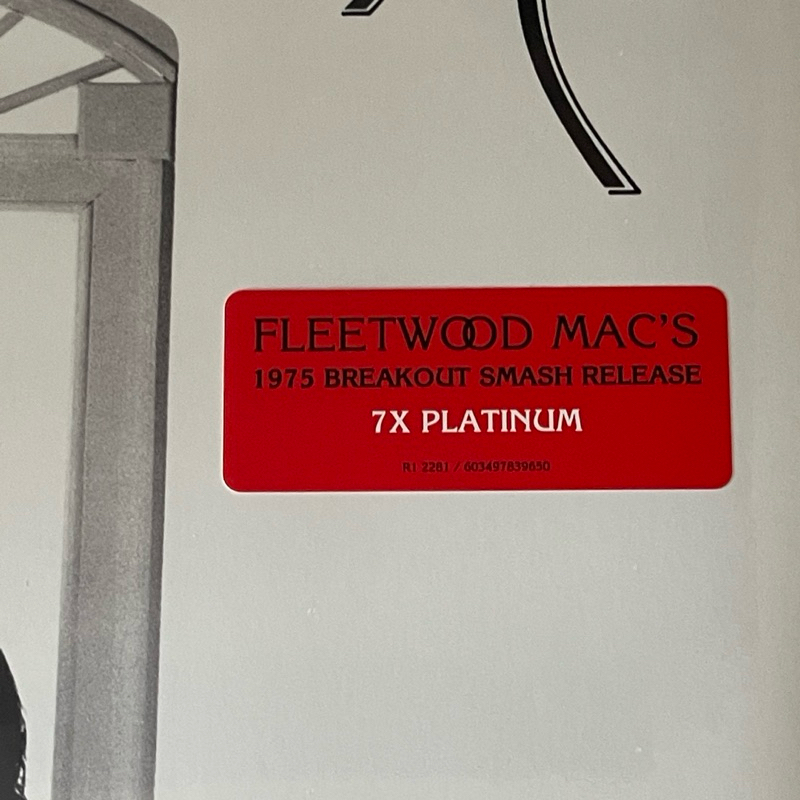 FLEETWOOD MAC'S
1975 BREAKOUT SMASH RELEASE
7X PLATINUM
R1 2281 / 603497839650